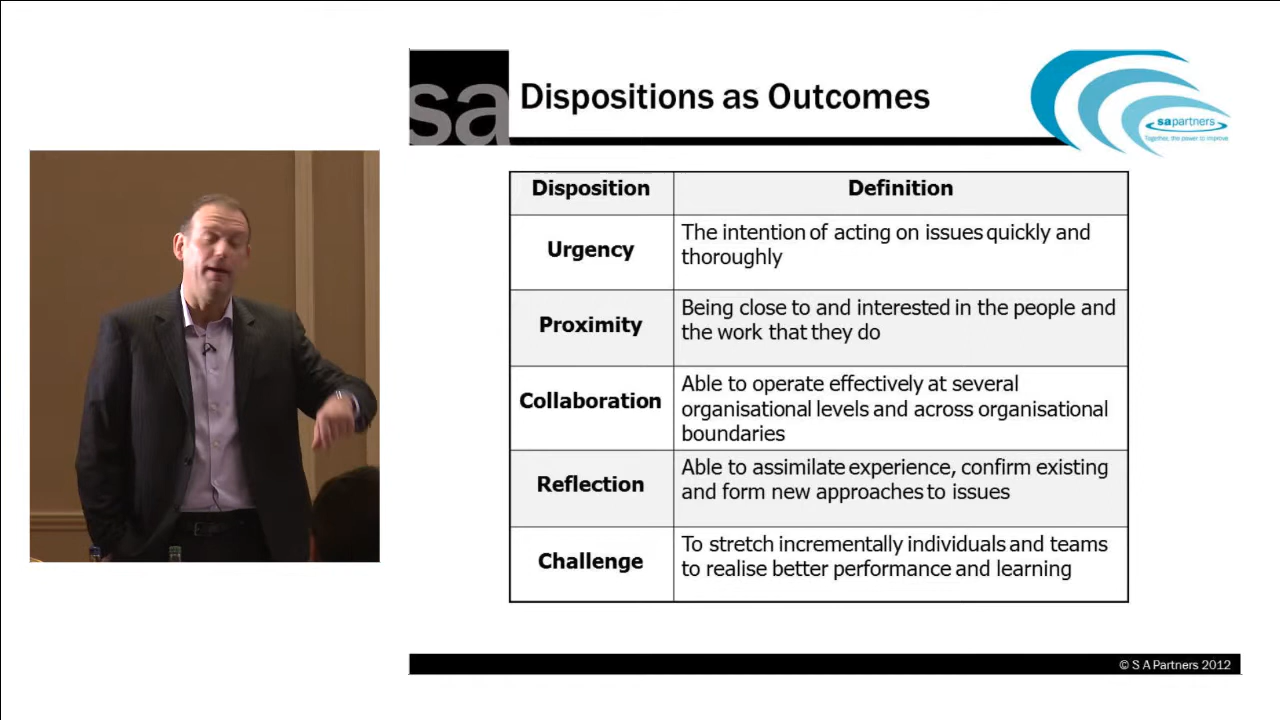 sa
Dispositions as Outcomes
sapartners
Together, the power to improve
Disposition
Definition
Urgency
The intention of acting on issues quickly and
thoroughly
Proximity
Being close to and interested in the people and
the work that they do
Collaboration
Able to operate effectively at several
organisational levels and across organisational
boundaries
Reflection
Able to assimilate experience, confirm existing
and form new approaches to issues
Challenge
To stretch incrementally individuals and teams
to realise better performance and learning
© S A Partners 2012